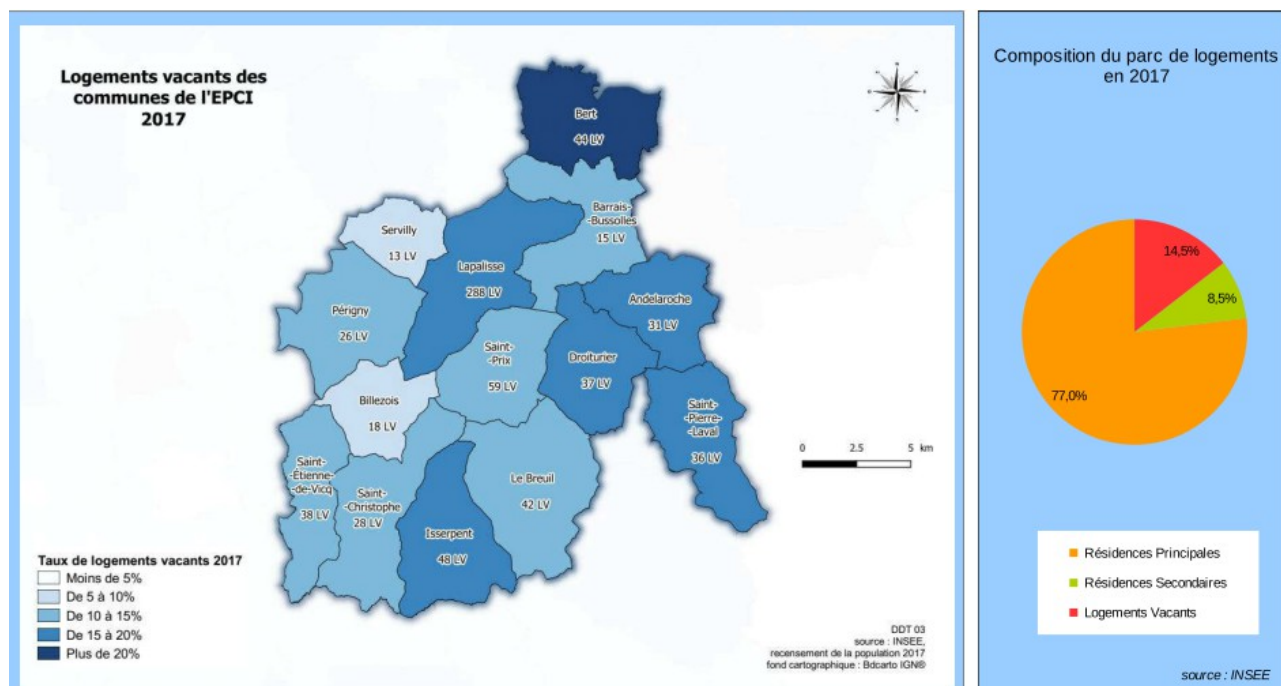 Logements vacants des
communes de l'EPCI
2017
Bert
44 LV
Barrais-
-Bussolles
15 LV
Servilly
13 LV
Lapalisse
288 LV
Andelaroche
31 LV
Périgny
26 LV
Saint-
-Prix
59 LV
Droiturier
37 LV
Billezois
18 LV
Saint-
-Pierre-
-Laval
36 LV
Saint-
-Étienne-
-de-Vicq
38 LV
Saint-
-Christophe
28 LV
Le Breuil
42 LV
Isserpent
48 LV
0 2.5 5 km
Taux de logements vacants 2017
Moins de 5%
De 5 à 10%
De 10 à 15%
De 15 à 20%
Plus de 20%
DDT 03
source : INSEE,
recensement de la population 2017
fond cartographique : Bdcarto IGN®
Composition du parc de logements
en 2017
14,5%
8,5%
77,0%
Résidences Principales
Résidences Secondaires
Logements Vacants
source : INSEE